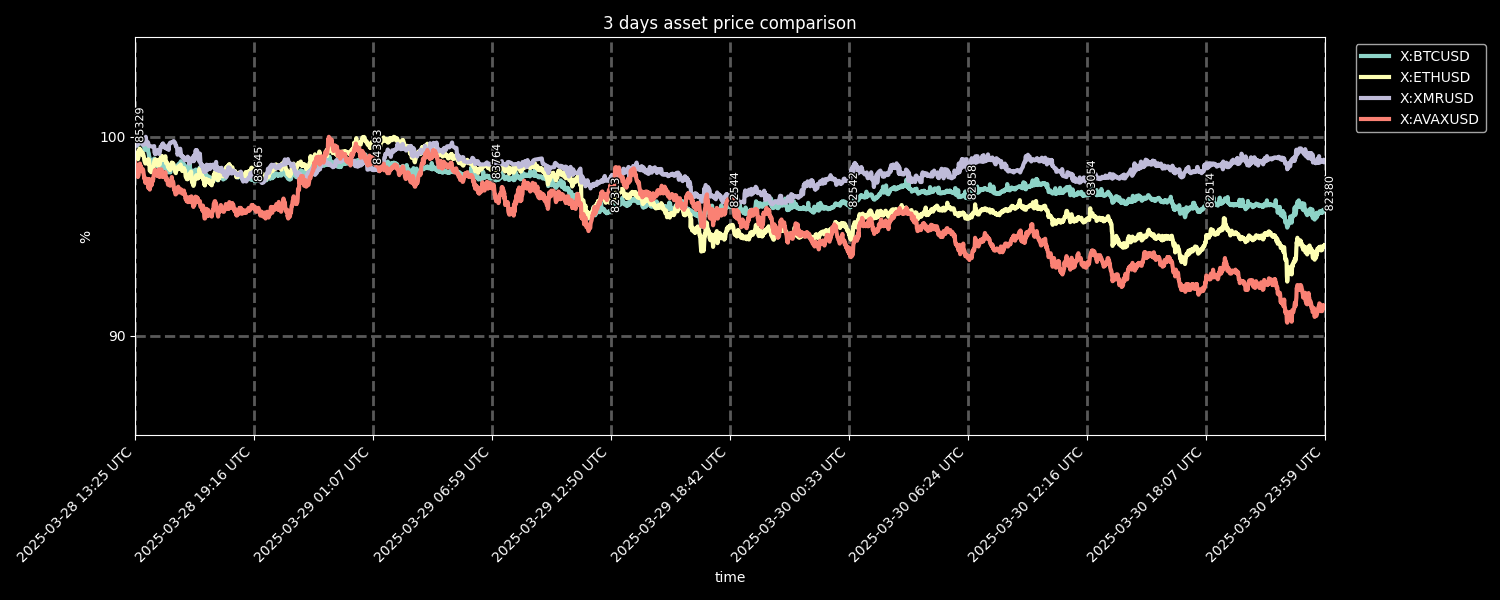 3 days asset price comparison
X:BTCUSD
X:ETHUSD
X:XMRUSD
X:AVAXUSD
100
90
%
85329
83645
84383
83764
82313
82544
82542
82858
83054
82514
82380
2025-03-28 13:25 UTC
2025-03-28 19:16 UTC
2025-03-29 01:07 UTC
2025-03-29 06:59 UTC
2025-03-29 12:50 UTC
2025-03-29 18:42 UTC
2025-03-30 00:33 UTC
2025-03-30 06:24 UTC
2025-03-30 12:16 UTC
2025-03-30 18:07 UTC
2025-03-30 23:59 UTC
time